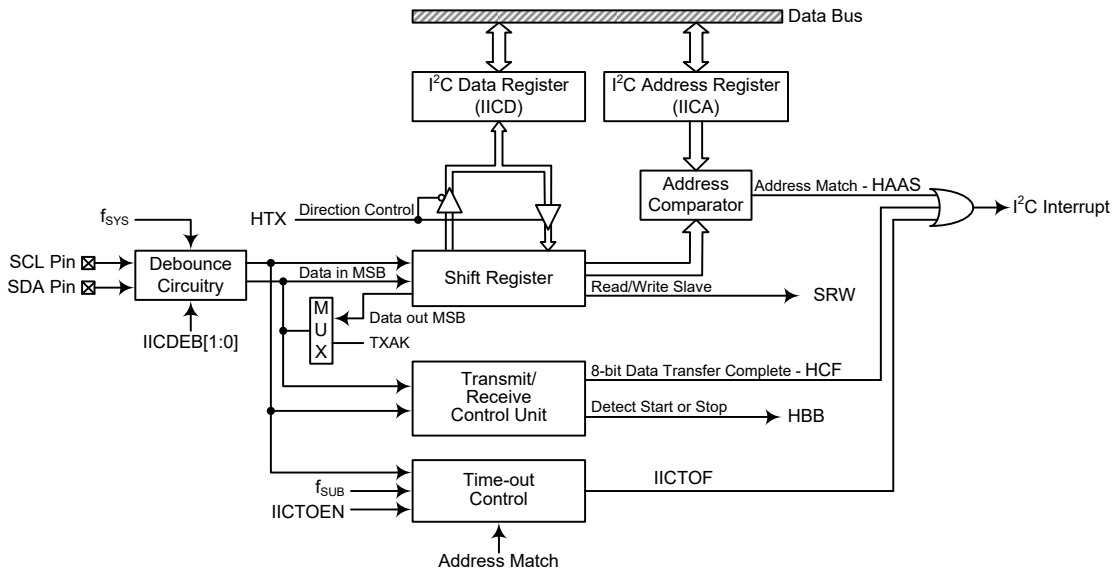 Data Bus
I²C Data Register
(IICD)
I²C Address Register
(IICA)
Address
Comparator
Address Match - HAAS
I²C Interrupt
HTX
Direction Control
fSYS
SCL Pin
SDA Pin
Debounce
Circuitry
IICDEB[1:0]
Data in MSB
Shift Register
Read/Write Slave
SRW
M
U
X
Data out MSB
TXAK
Transmit/
Receive
Control Unit
8-bit Data Transfer Complete - HCF
Detect Start or Stop
HBB
fSUB
IICTOEN
Time-out
Control
IICTOF
Address Match